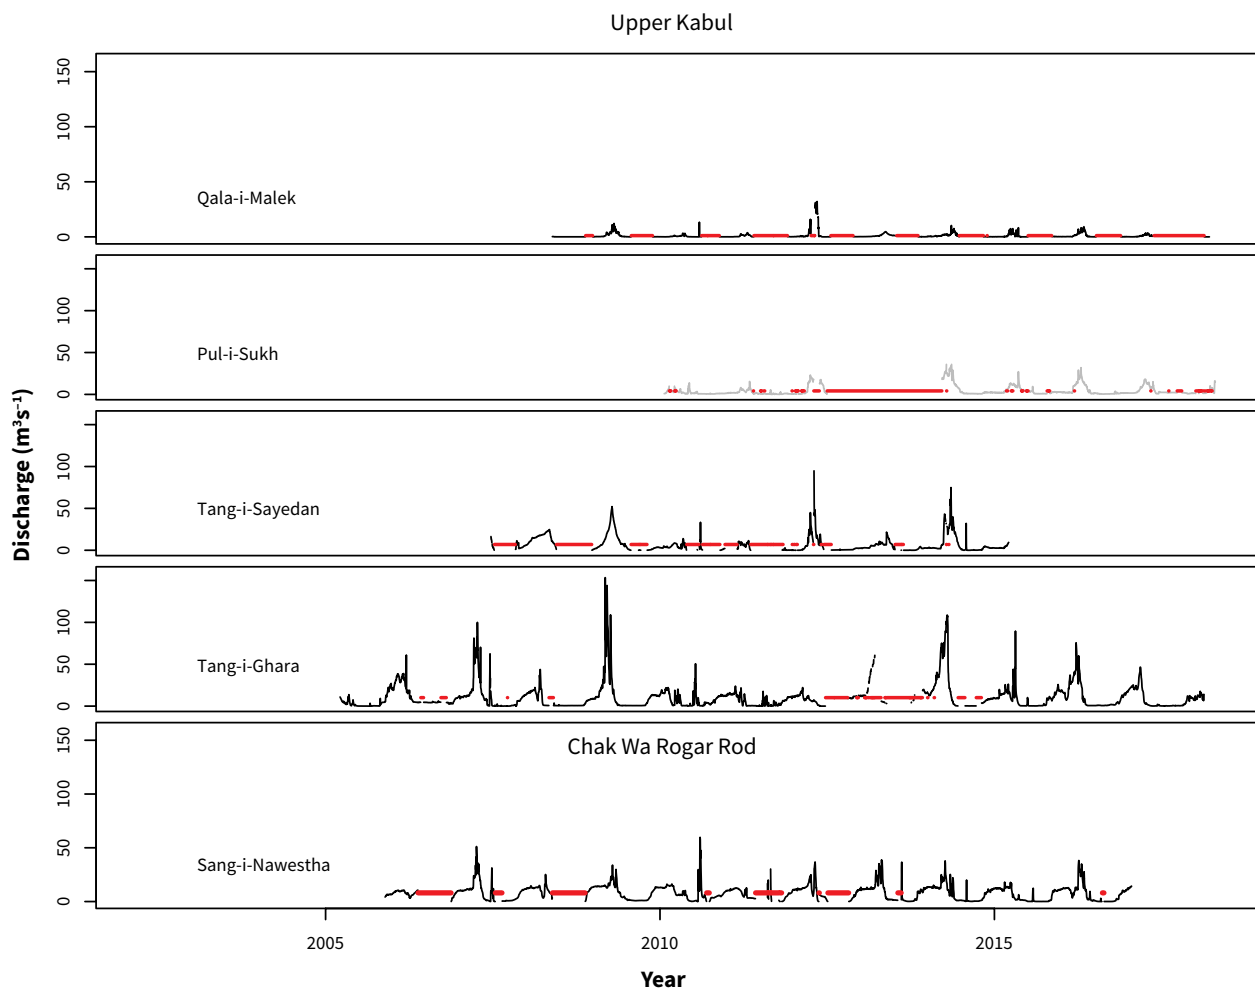 Upper Kabul
150
100
50
0
Qala-i-Malek
100
50
0
Pul-i-Sukh
100
50
0
Tang-i-Sayedan
100
50
0
Tang-i-Ghara
Chak Wa Rogar Rod
150
100
50
0
Sang-i-Nawestha
Discharge (m³s⁻¹)
2005 2010 2015
Year